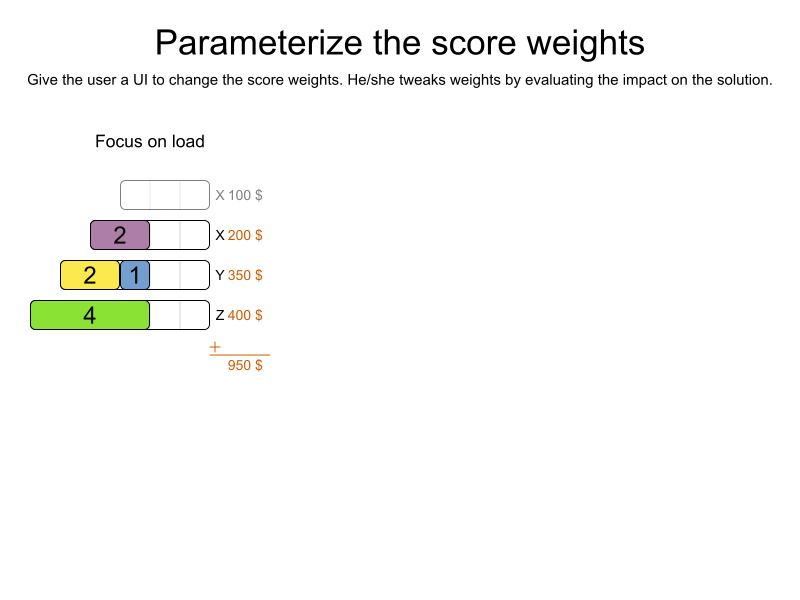 Parameterize the score weights
Give the user a UI to change the score weights. He/she tweaks weights by evaluating the impact on the solution.
Focus on load
X 100 $
2 X 200 $
2 1 Y 350 $
4 Z 400 $
+
950 $